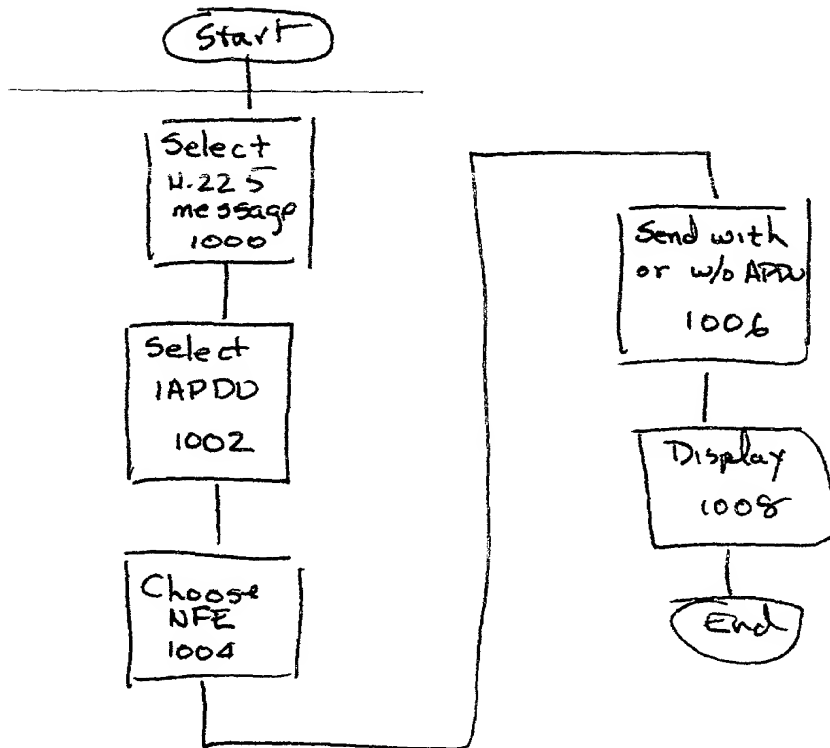 Start
Select
H.225
message
1000
Select
IAPDU
1002
Choose
NFE
1004
Send with
or w/o APDU
1006
Display
1008
End